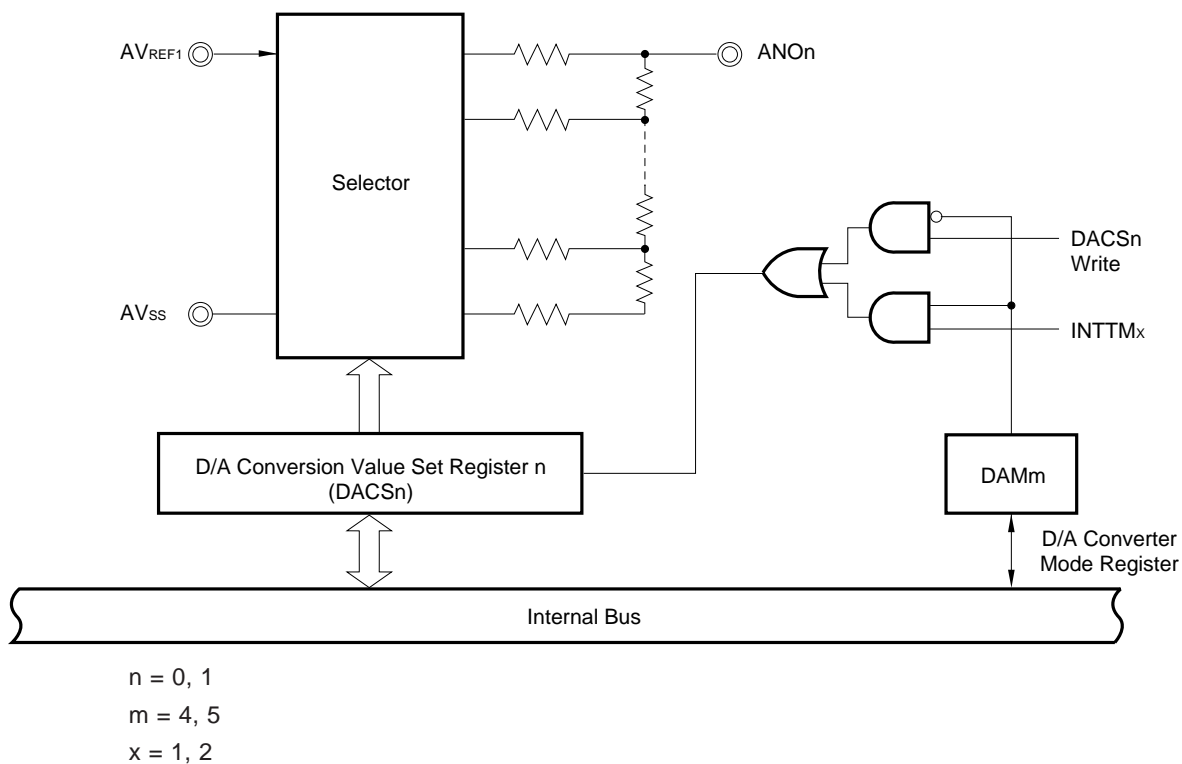 AVREF1
ANOn
Selector
DACSn
Write
AVSS
INTTMx
D/A Conversion Value Set Register n
(DACSn)
DAMm
D/A Converter
Mode Register
Internal Bus
n = 0, 1
m = 4, 5
x = 1, 2